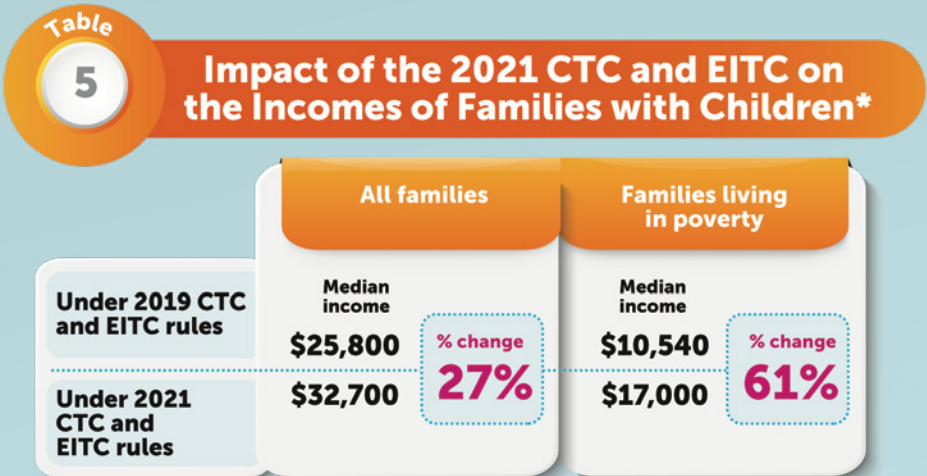 Table
5
Impact of the 2021 CTC and EITC on
the Incomes of Families with Children*
All families
Families living
in poverty
Under 2019 CTC
and EITC rules
Median
income
$25,800
% change
27%
Median
income
$10,540
% change
61%
Under 2021
CTC and
EITC rules
$32,700
$17,000